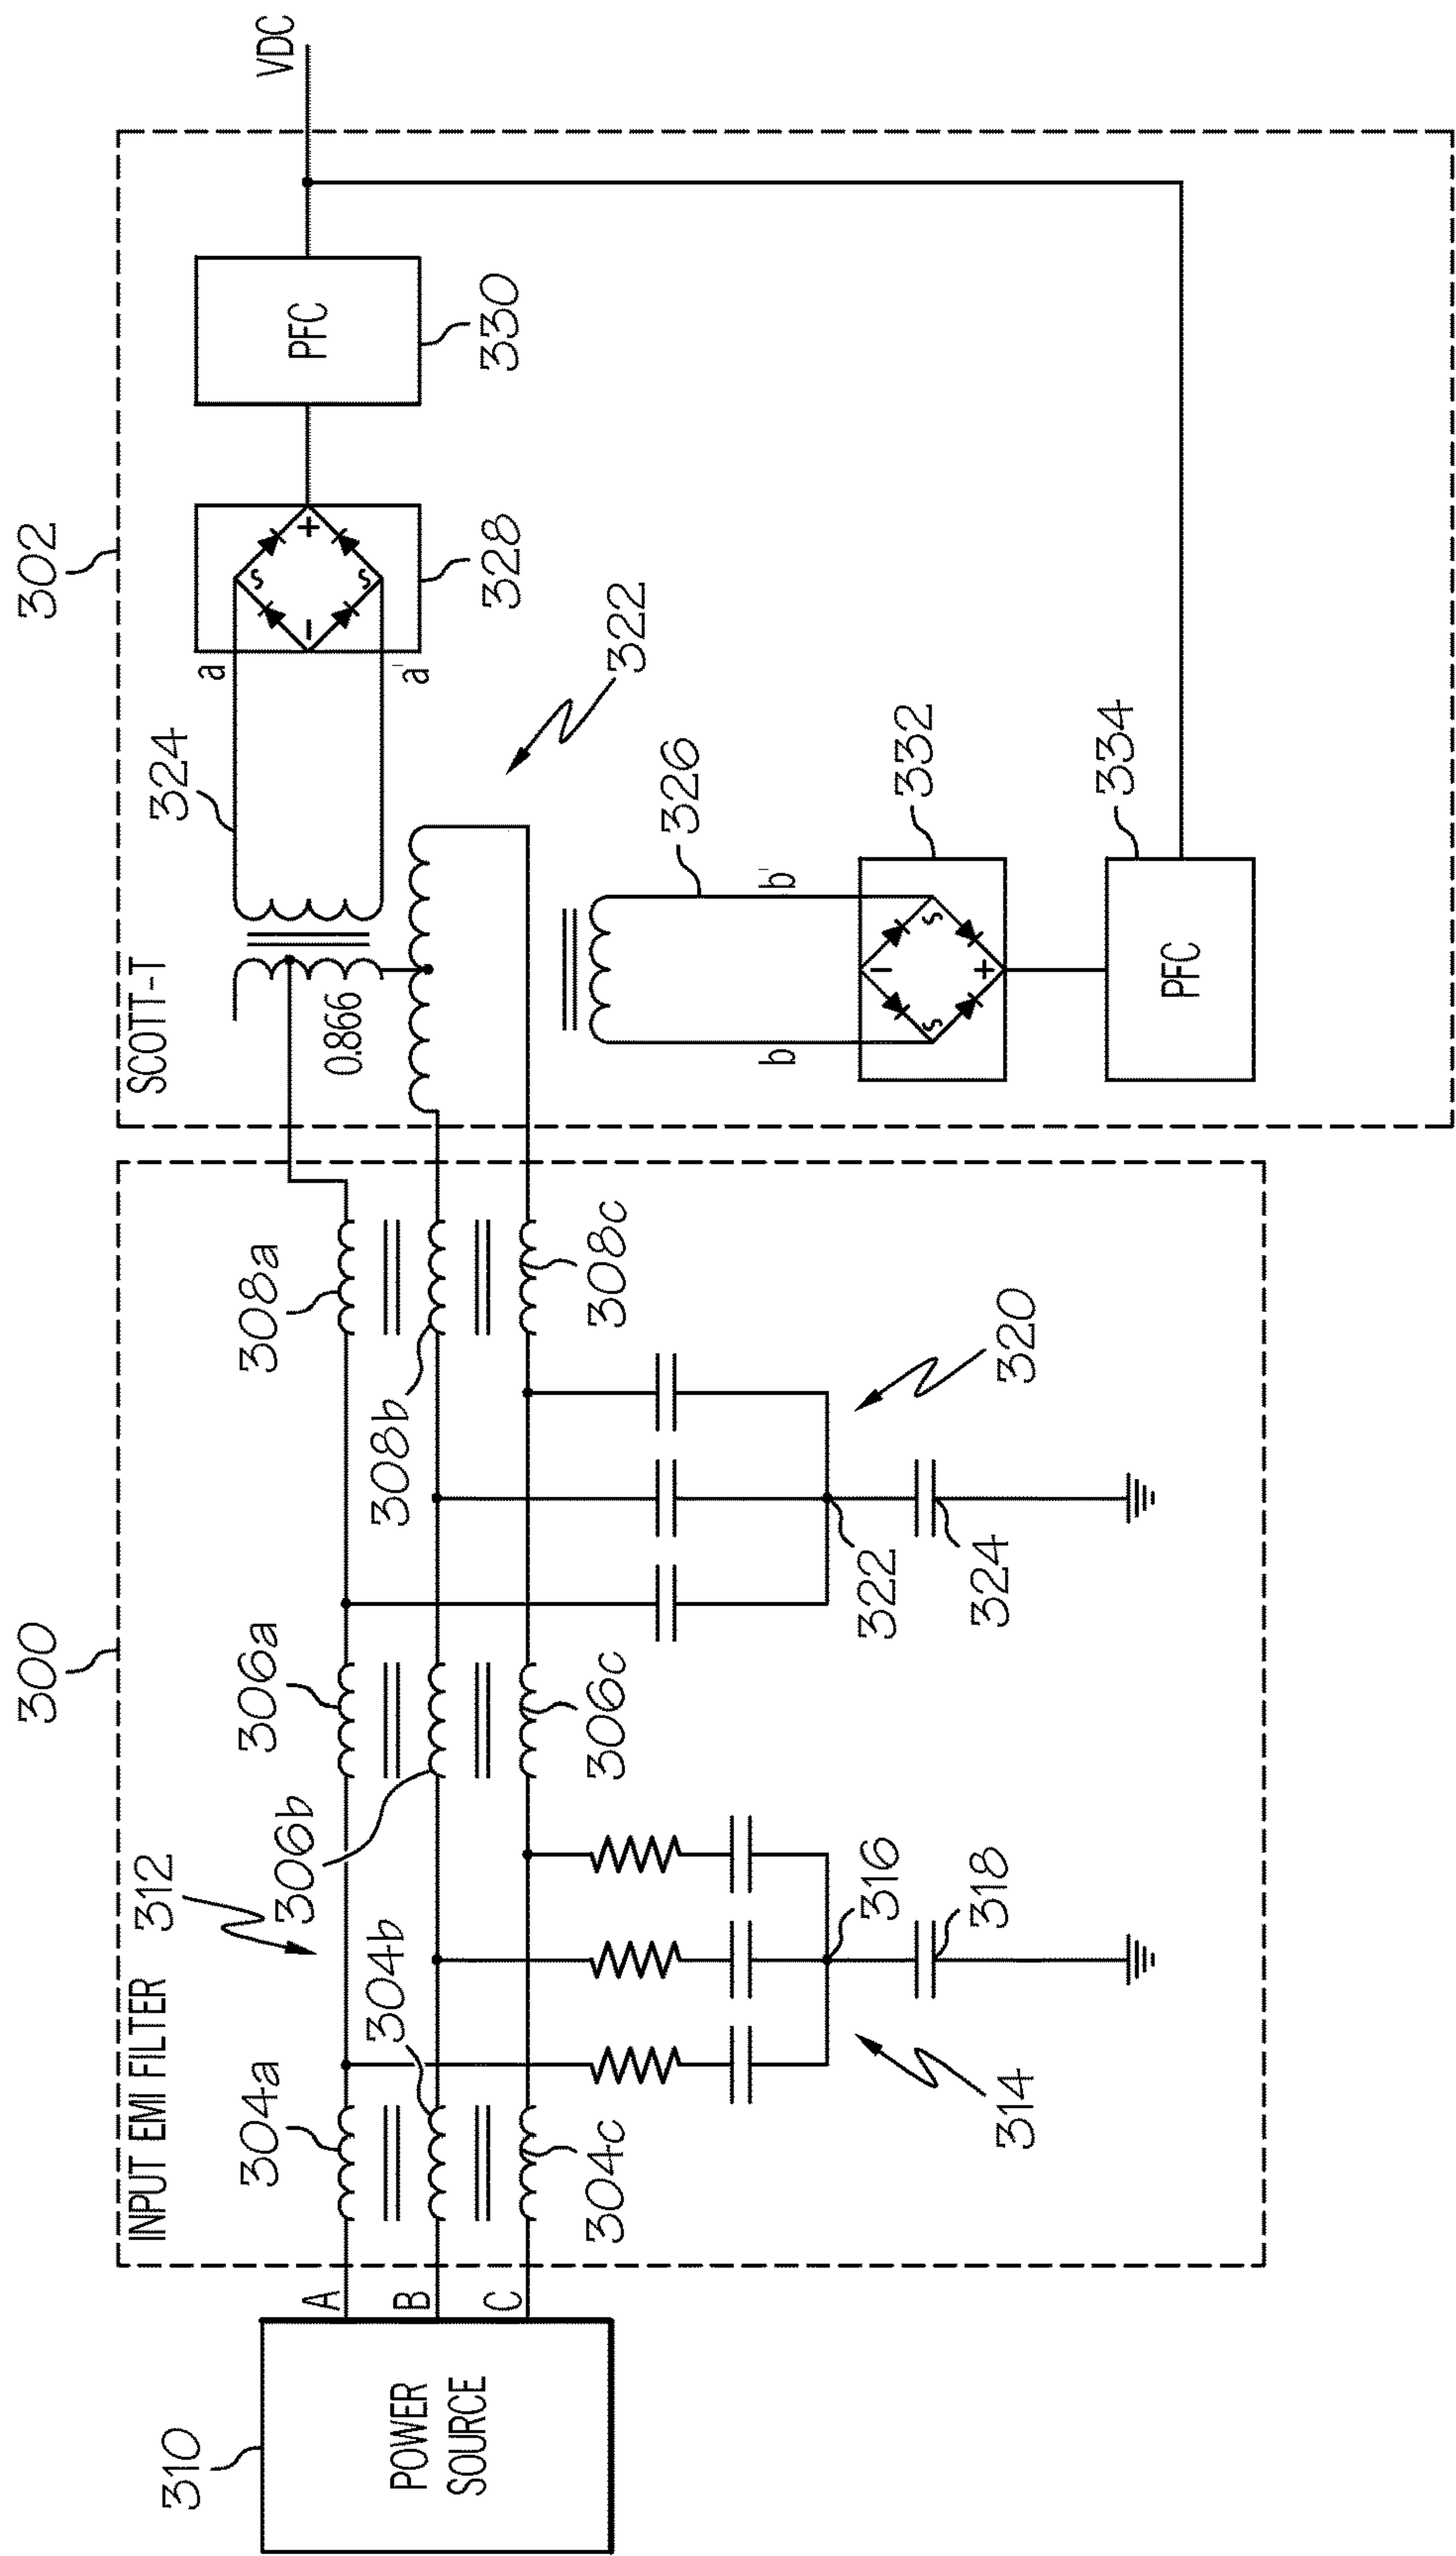 310
POWER
SOURCE
A
B
C
300
INPUT EMI FILTER
312
304a
304b
304c
306a
306b
306c
308a
308b
308c
314
316
318
320
322
324
302
SCOTT-T
0.866
324
322
326
a
a'
b
b'
S
S
-
+
328
PFC
330
S
S
-
+
332
PFC
334
VDC